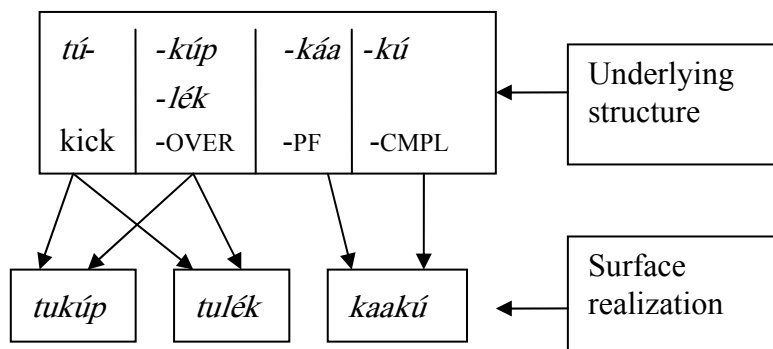 tú- -kúp -káa -kú
-lék
kick -OVER -PF -CMPL
Underlying
structure
tukúp tulék kaakú
Surface
realization